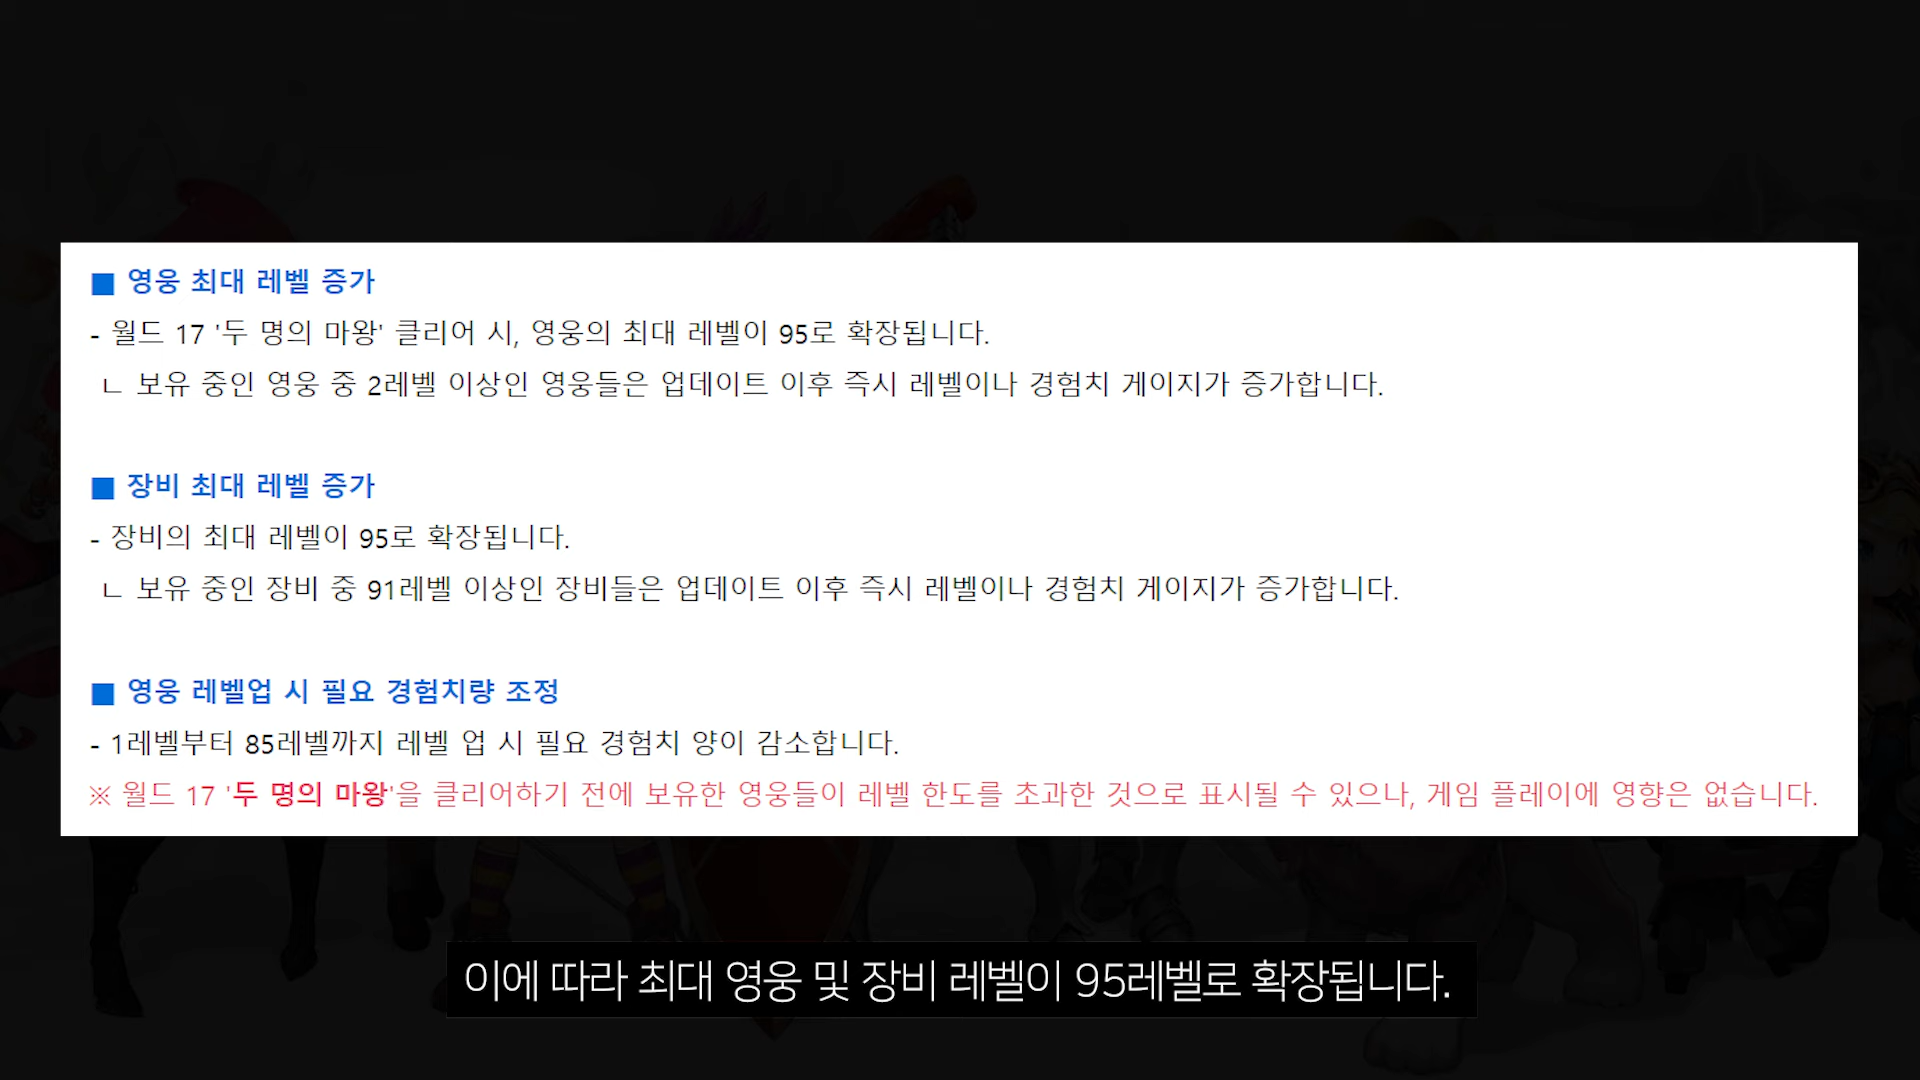 ■ 영웅 최대 레벨 증가
- 월드 17 '두 명의 마왕' 클리어 시, 영웅의 최대 레벨이 95로 확장됩니다.
ㄴ 보유 중인 영웅 중 2레벨 이상인 영웅들은 업데이트 이후 즉시 레벨이나 경험치 게이지가 증가합니다.
■ 장비 최대 레벨 증가
- 장비의 최대 레벨이 95로 확장됩니다.
ㄴ 보유 중인 장비 중 91레벨 이상인 장비들은 업데이트 이후 즉시 레벨이나 경험치 게이지가 증가합니다.
■ 영웅 레벨업 시 필요 경험치량 조정
- 1레벨부터 85레벨까지 레벨 업 시 필요 경험치 양이 감소합니다.
※ 월드 17 '두 명의 마왕'을 클리어하기 전에 보유한 영웅들이 레벨 한도를 초과한 것으로 표시될 수 있으나, 게임 플레이에 영향은 없습니다.
이에 따라 최대 영웅 및 장비 레벨이 95레벨로 확장됩니다.